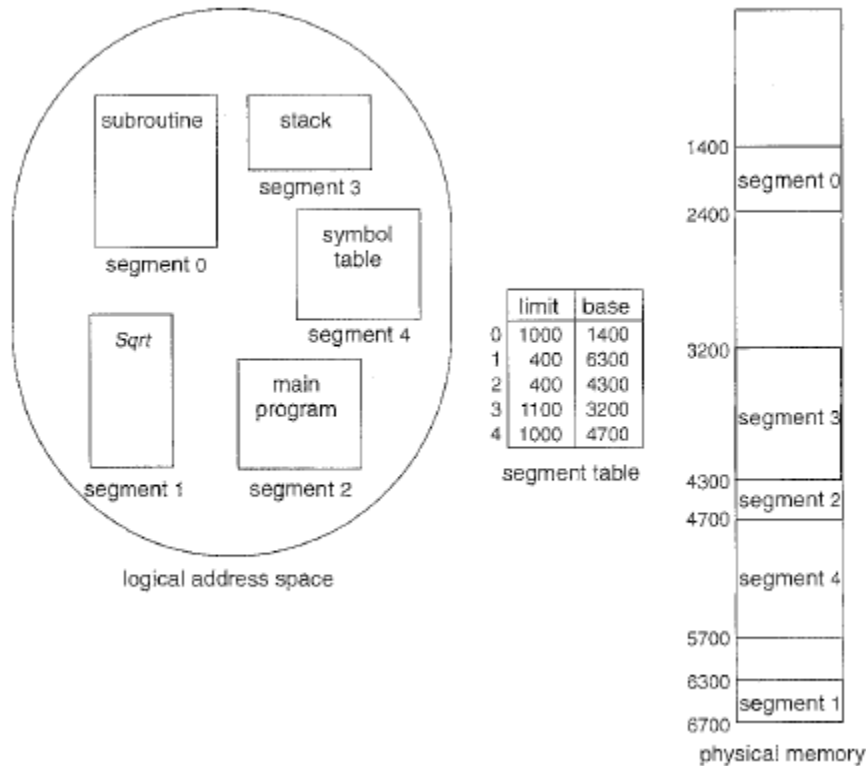 subroutine
segment 0
stack
segment 3
symbol
table
segment 4
Sqrt
segment 1
main
program
segment 2
logical address space
limit base
0 1000 1400
1 400 6300
2 400 4300
3 1100 3200
4 1000 4700
segment table
1400
segment 0
2400
3200
segment 3
4300
segment 2
4700
segment 4
5700
6300
segment 1
6700
physical memory